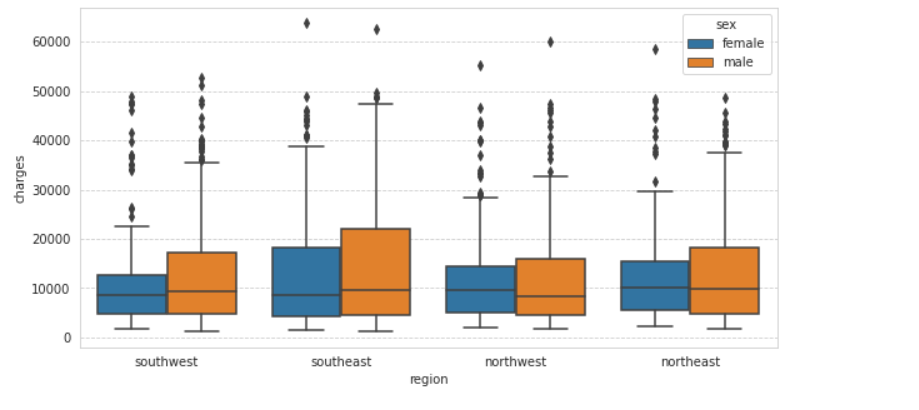 sex
female
male
60000
50000
40000
30000
20000
10000
0
charges
southwest southeast northwest northeast
region